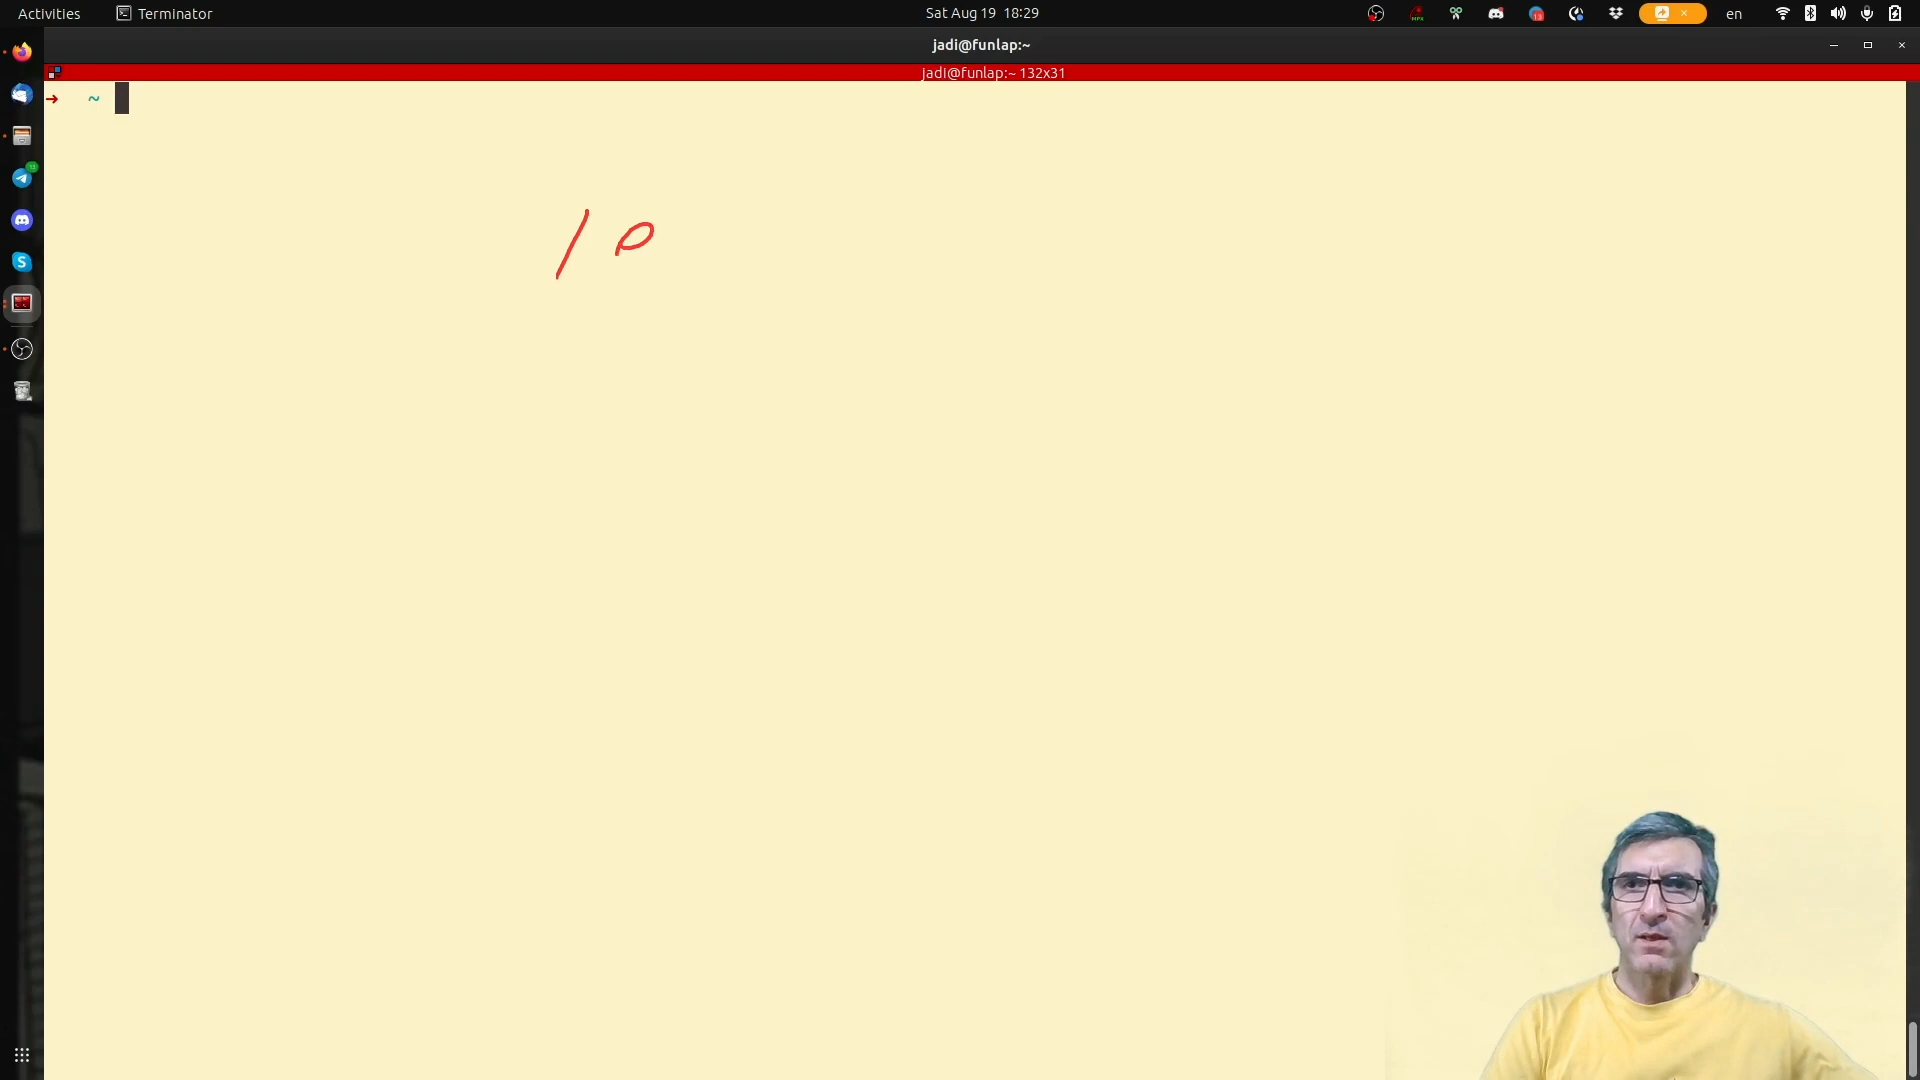 Activities Terminator Sat Aug 19 18:29 en
jadi@funlap:~
jadi@funlap:~ 132x31
➜ ~